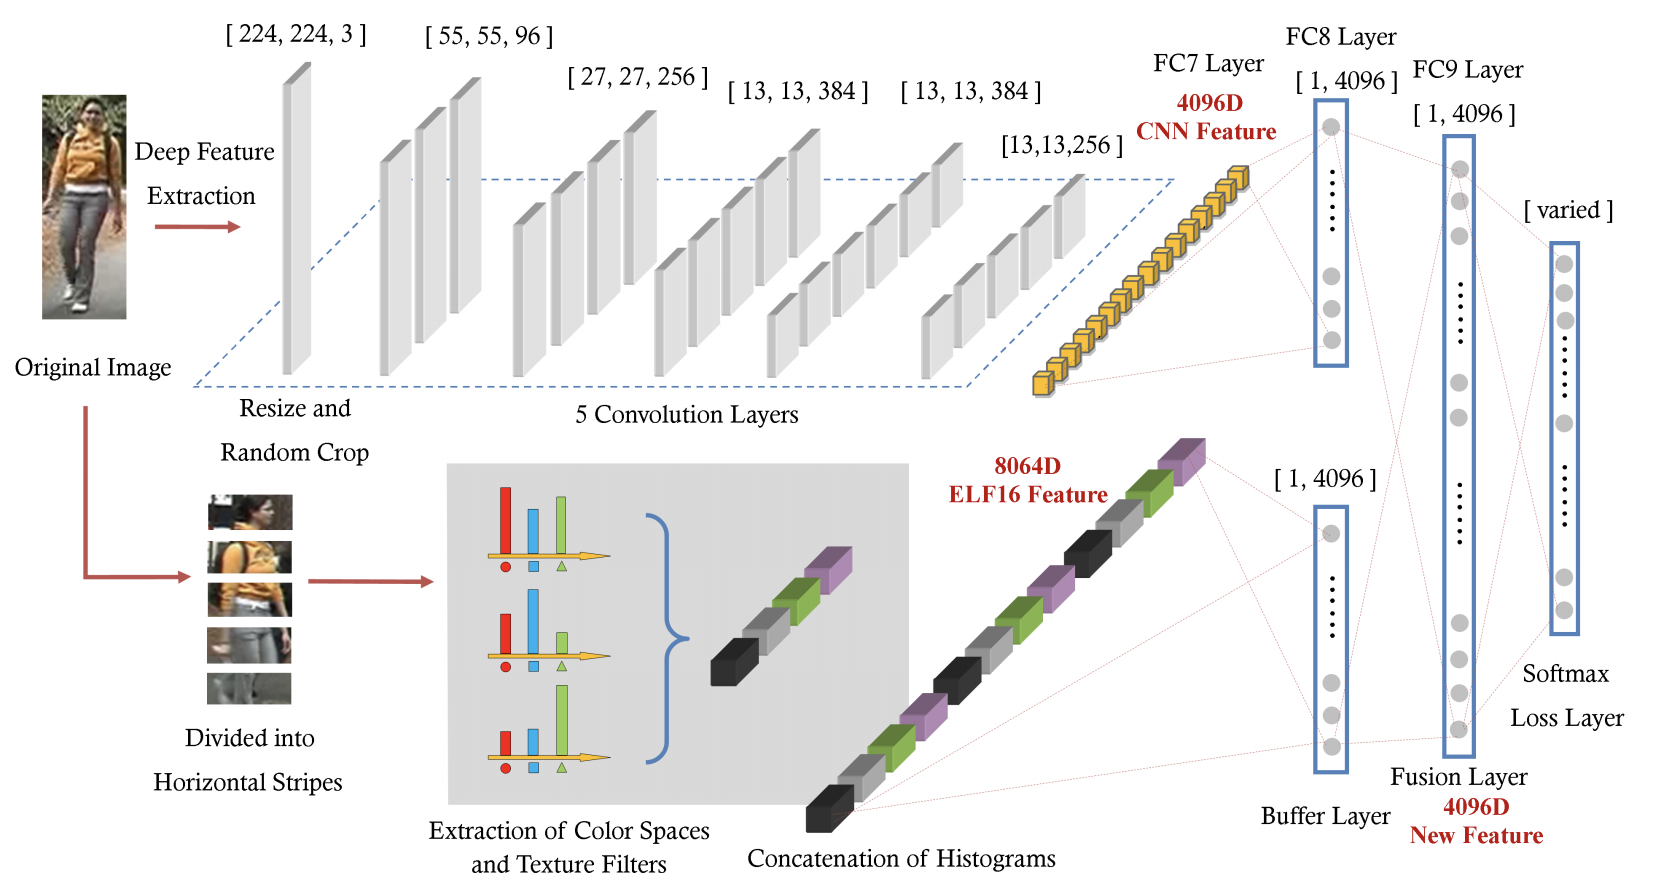 [ 224, 224, 3 ]
[ 55, 55, 96 ]
[ 27, 27, 256 ]
[ 13, 13, 384 ]
[ 13, 13, 384 ]
[13,13,256 ]
FC7 Layer
4096D
CNN Feature
FC8 Layer
[ 1, 4096 ]
FC9 Layer
[ 1, 4096 ]
[ varied ]
Deep Feature
Extraction
Original Image
Resize and
Random Crop
5 Convolution Layers
8064D
ELF16 Feature
[ 1, 4096 ]
Divided into
Horizontal Stripes
Extraction of Color Spaces
and Texture Filters
Concatenation of Histograms
Buffer Layer
Fusion Layer
4096D
New Feature
Softmax
Loss Layer